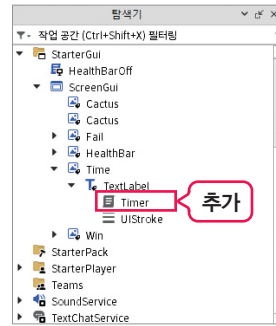 탐색기
작업 공간 (Ctrl+Shift+X) 필터링
StarterGui
HealthBarOff
ScreenGui
Cactus
Cactus
Fail
HealthBar
Time
TextLabel
Timer
추가
UIStroke
Win
StarterPack
StarterPlayer
Teams
SoundService
TextChatService